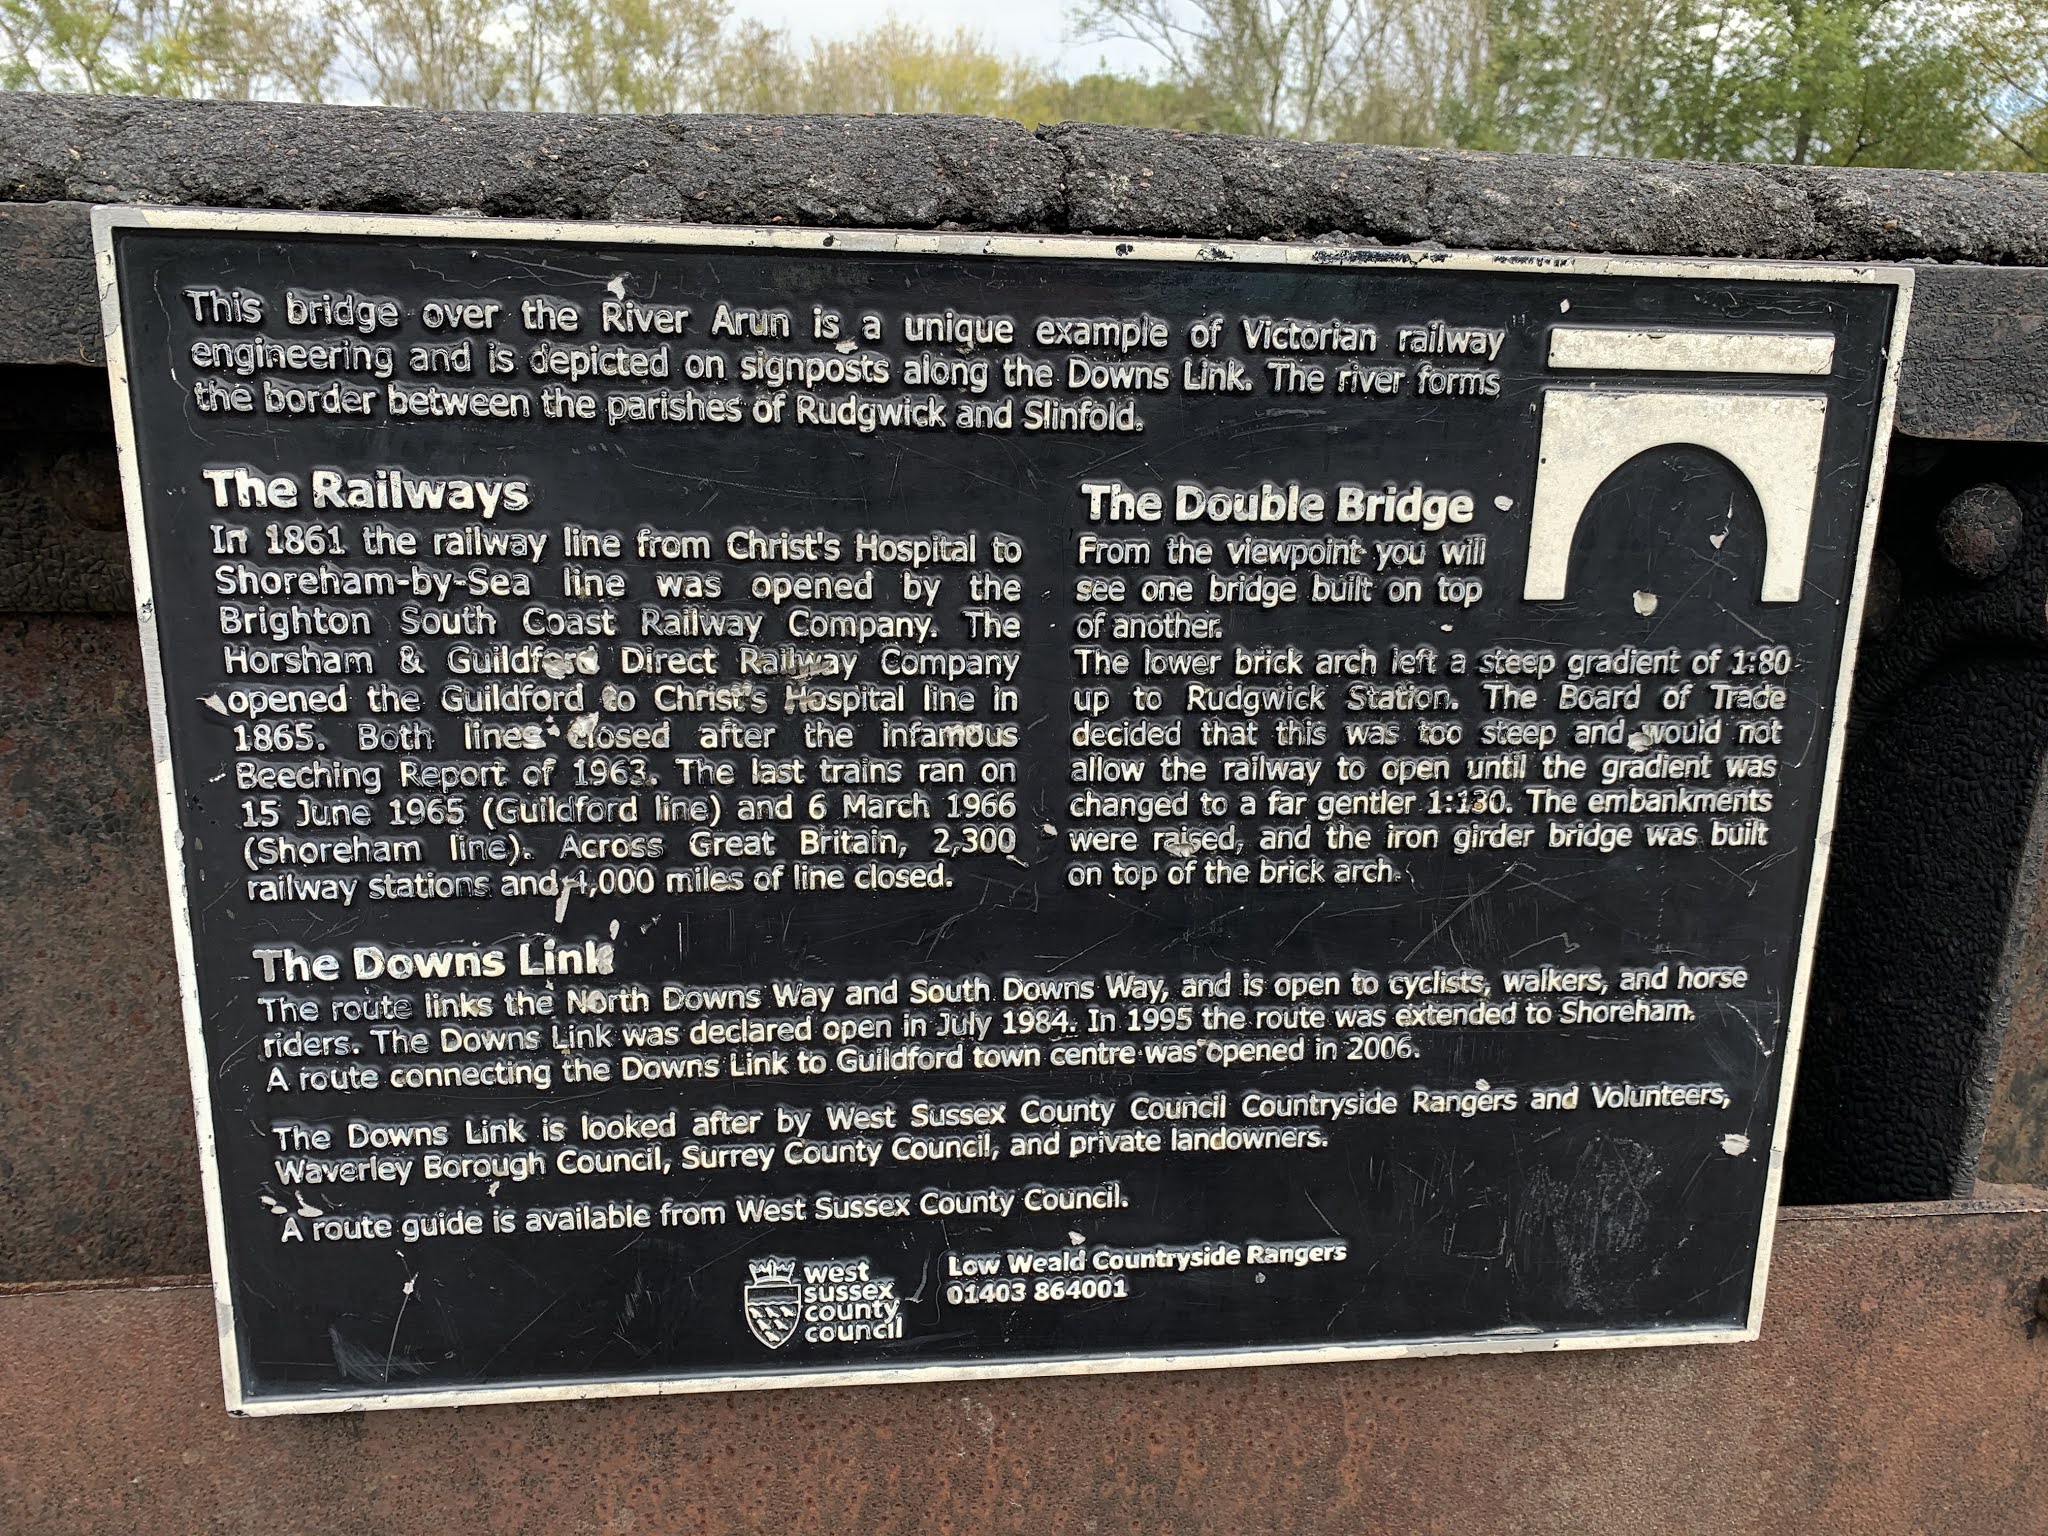 This bridge over the River Arun is a unique example of Victorian railway
engineering and is depicted on signposts along the Downs Link. The river forms
the border between the parishes of Rudgwick and Slinfold.
The Railways
In 1861 the railway line from Christ's Hospital to
Shoreham-by-Sea line was opened by the
Brighton South Coast Railway Company. The
Horsham & Guildford Direct Railway Company
opened the Guildford to Christ's Hospital line in
1865. Both lines closed after the infamous
Beeching Report of 1963. The last trains ran on
15 June 1965 (Guildford line) and 6 March 1966
(Shoreham line). Across Great Britain, 2,300
railway stations and 4,000 miles of line closed.
The Double Bridge
From the viewpoint you will
see one bridge built on top
of another.
The lower brick arch left a steep gradient of 1:80
up to Rudgwick Station. The Board of Trade
decided that this was too steep and would not
allow the railway to open until the gradient was
changed to a far gentler 1:130. The embankments
were raised, and the iron girder bridge was built
on top of the brick arch.
The Downs Link
The route links the North Downs Way and South Downs Way, and is open to cyclists, walkers, and horse
riders. The Downs Link was declared open in July 1984. In 1995 the route was extended to Shoreham.
A route connecting the Downs Link to Guildford town centre was opened in 2006.
The Downs Link is looked after by West Sussex County Council Countryside Rangers and Volunteers,
Waverley Borough Council, Surrey County Council, and private landowners.
A route guide is available from West Sussex County Council.
west
sussex
county
council
Low Weald Countryside Rangers
01403 864001